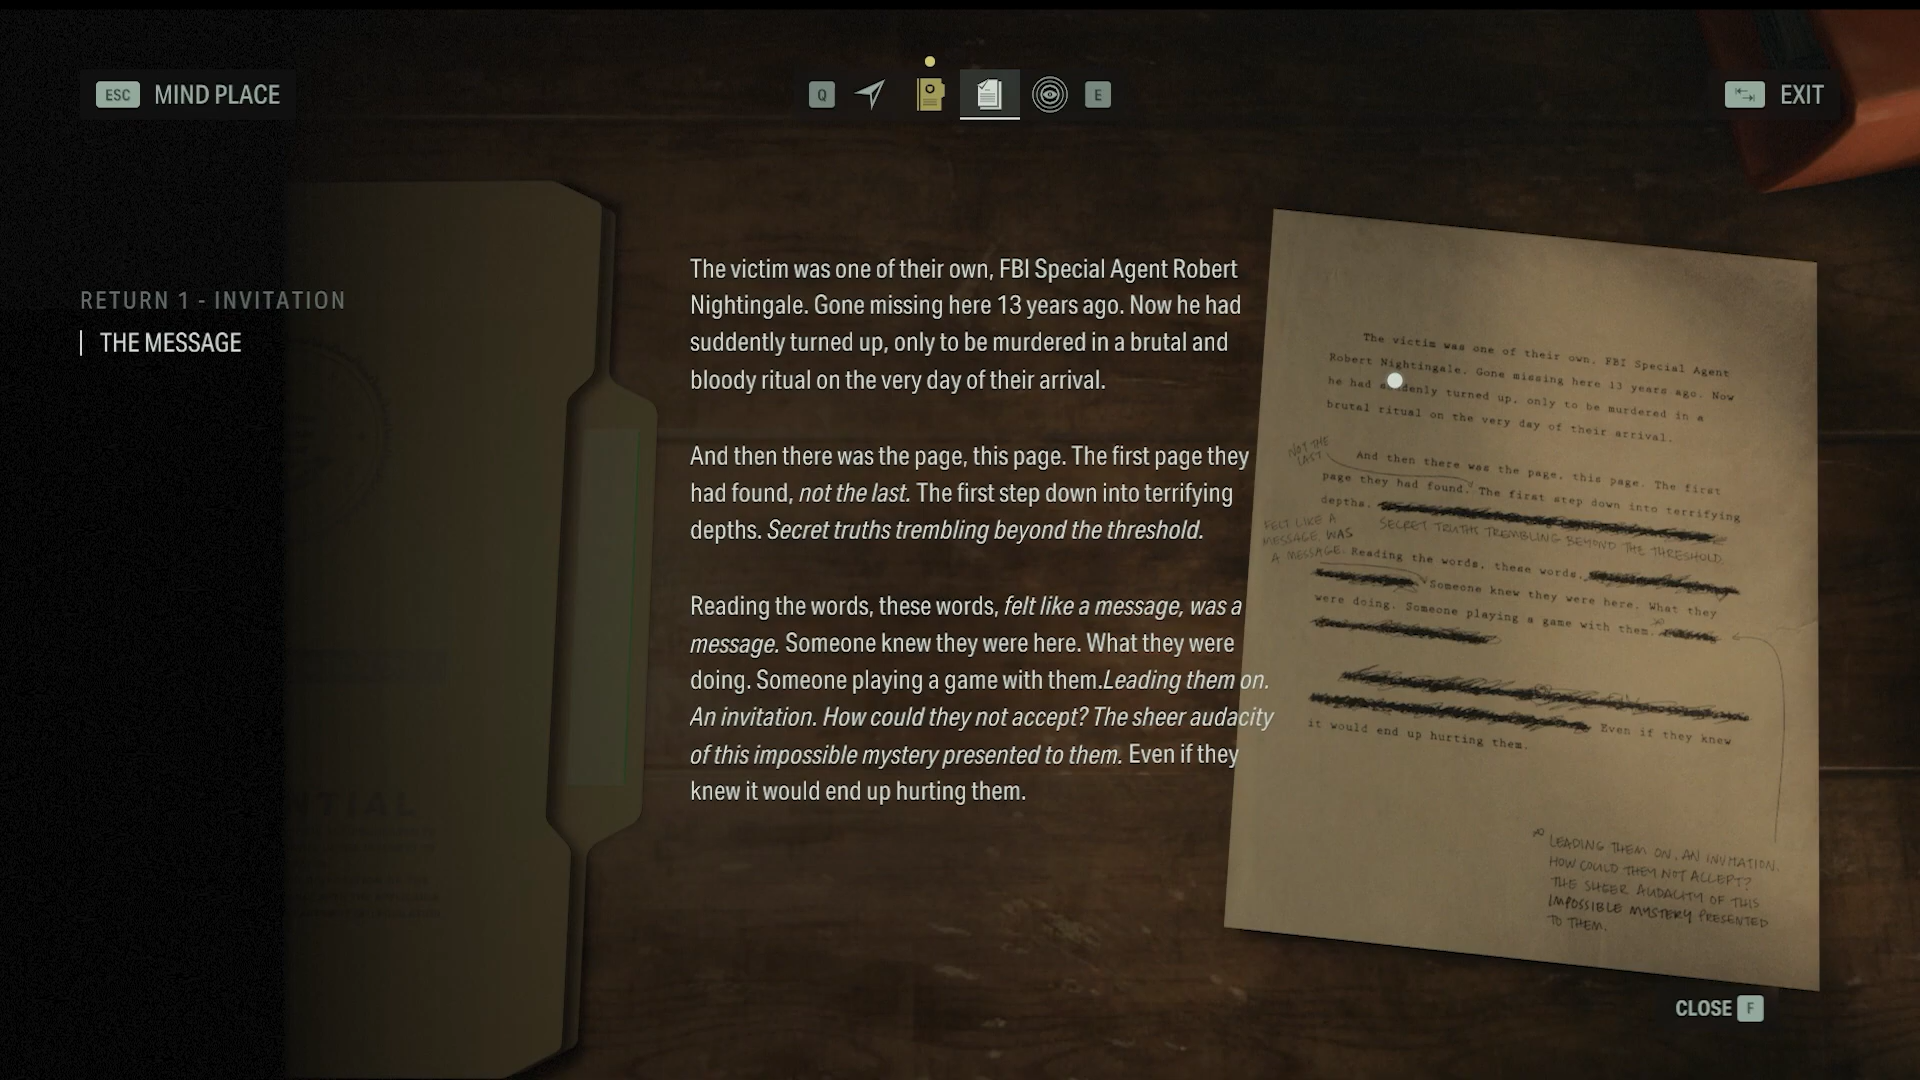 ESC MIND PLACE
Q
E
EXIT
RETURN 1 - INVITATION
THE MESSAGE
The victim was one of their own, FBI Special Agent Robert
Nightingale. Gone missing here 13 years ago. Now he had
suddenly turned up, only to be murdered in a brutal and
bloody ritual on the very day of their arrival.
And then there was the page, this page. The first page they
had found, not the last. The first step down into terrifying
depths. Secret truths trembling beyond the threshold.
Reading the words, these words, felt like a message, was a
message. Someone knew they were here. What they were
doing. Someone playing a game with them.Leading them on.
An invitation. How could they not accept? The sheer audacity
of this impossible mystery presented to them. Even if they
knew it would end up hurting them.
NTIAL
The victim was one of their own, FBI Special Agent
Robert Nightingale. Gone missing here 13 years ago. Now
he had suddenly turned up, only to be murdered in a
brutal ritual on the very day of their arrival.
NOT THE
LAST
And then there was the page, this page. The first
page they had found. The first step down into terrifying
depths.
SECRET TRUTHS TREMBLING BEYOND THE THRESHOLD.
FELT LIKE A
MESSAGE, WAS
A MESSAGE.
Reading the words, these words,
Someone knew they were here. What they
were doing. Someone playing a game with them.
Even if they knew
it would end up hurting them.
LEADING THEM ON. AN INVITATION.
HOW COULD THEY NOT ACCEPT?
THE SHEER AUDACITY OF THIS
IMPOSSIBLE MYSTERY PRESENTED
TO THEM.
CLOSE F